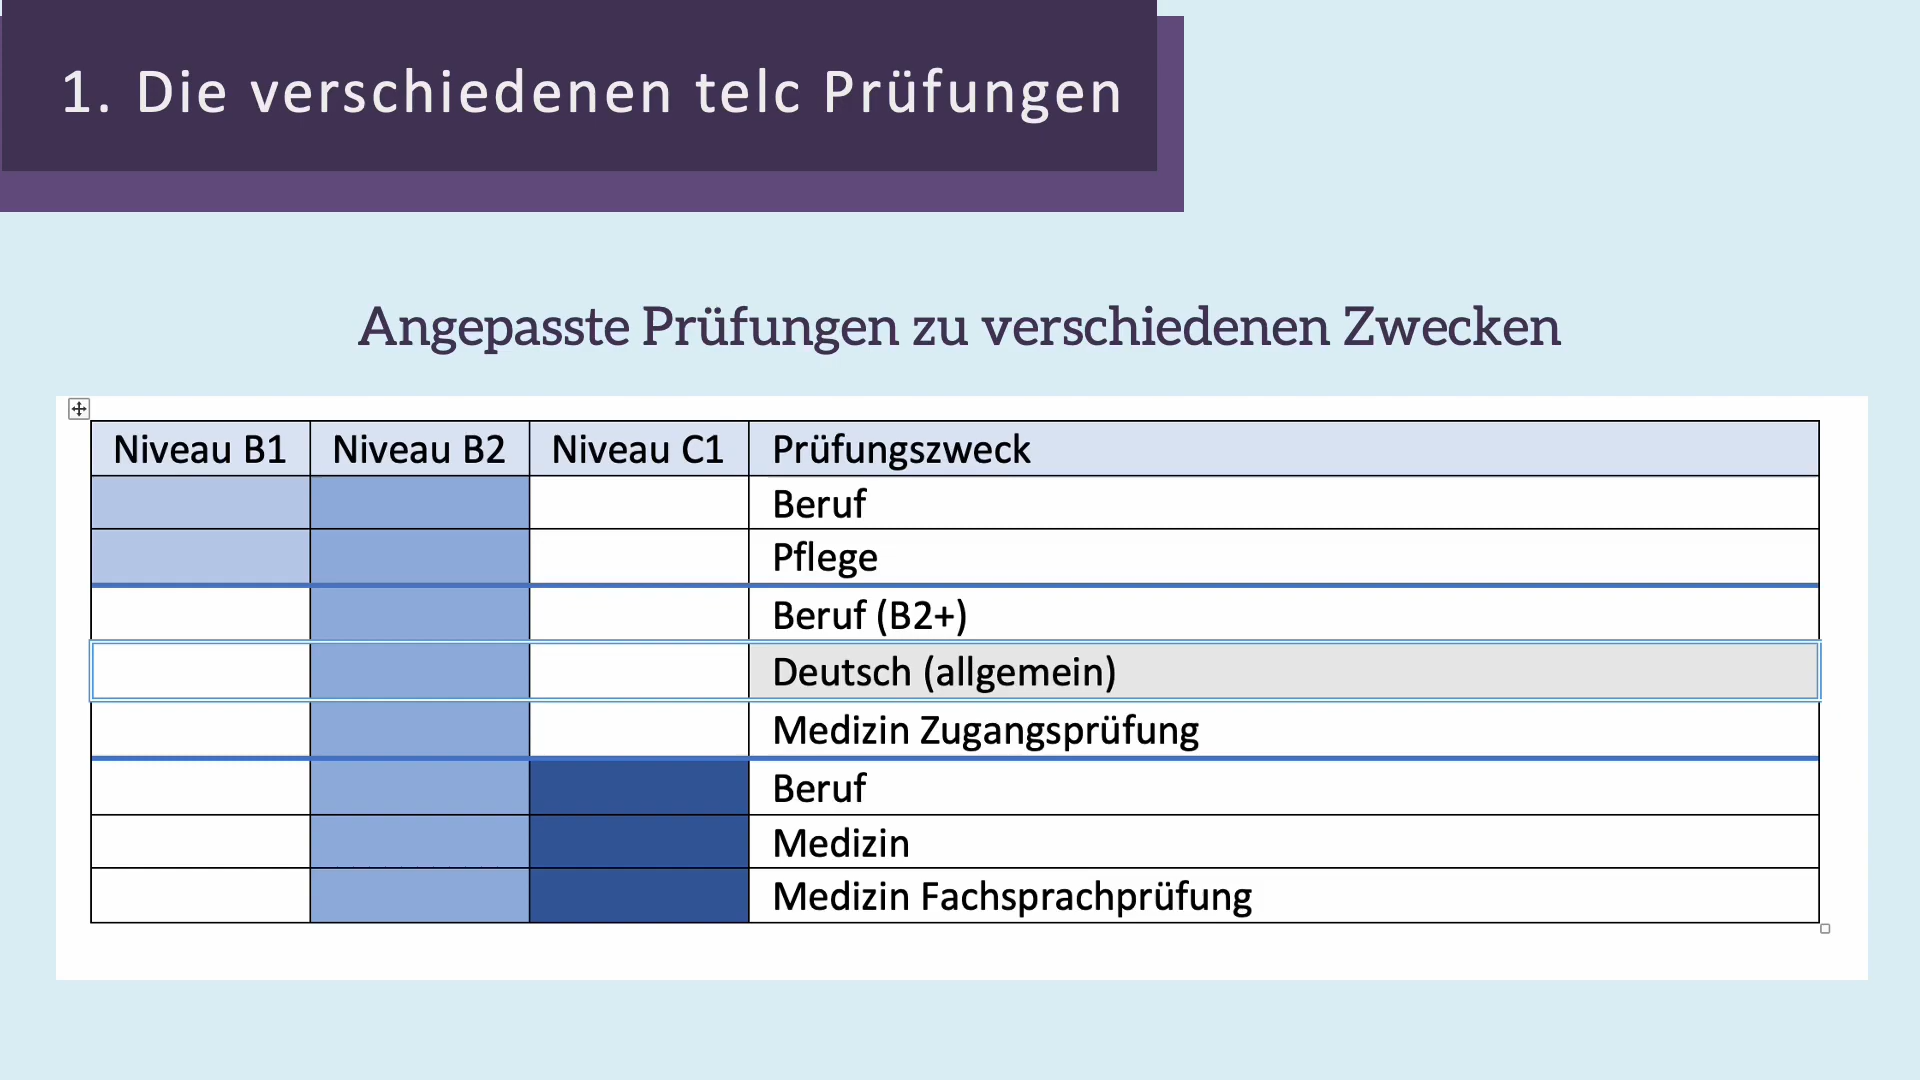 1. Die verschiedenen telc Prüfungen
Angepasste Prüfungen zu verschiedenen Zwecken
Niveau B1 Niveau B2 Niveau C1 Prüfungszweck
Beruf
Pflege
Beruf (B2+)
Deutsch (allgemein)
Medizin Zugangsprüfung
Beruf
Medizin
Medizin Fachsprachprüfung